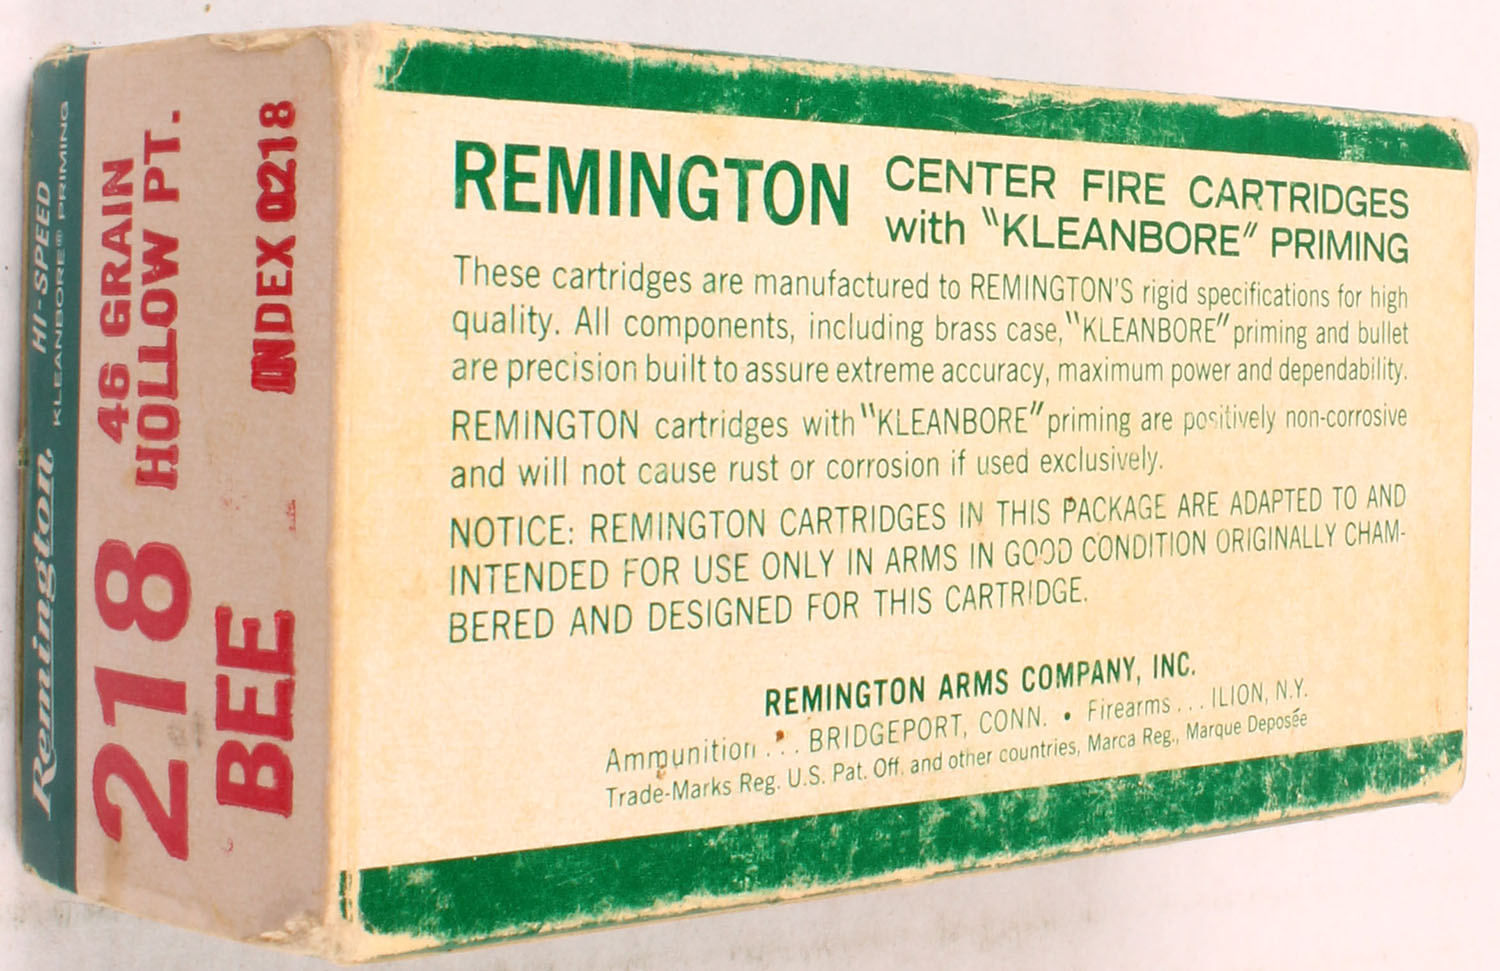 Remington HI-SPEED
KLEANBORE® PRIMING
218 46 GRAIN
HOLLOW PT.
BEE INDEX 0218
REMINGTON CENTER FIRE CARTRIDGES
with "KLEANBORE" PRIMING
These cartridges are manufactured to REMINGTON'S rigid specifications for high
quality. All components, including brass case, "KLEANBORE" priming and bullet
are precision built to assure extreme accuracy, maximum power and dependability.
REMINGTON cartridges with "KLEANBORE" priming are positively non-corrosive
and will not cause rust or corrosion if used exclusively.
NOTICE: REMINGTON CARTRIDGES IN THIS PACKAGE ARE ADAPTED TO AND
INTENDED FOR USE ONLY IN ARMS IN GOOD CONDITION ORIGINALLY CHAM-
BERED AND DESIGNED FOR THIS CARTRIDGE.
REMINGTON ARMS COMPANY, INC.
Ammunition . . . BRIDGEPORT, CONN. • Firearms . . . ILION, N.Y.
Trade-Marks Reg. U.S. Pat. Off. and other countries, Marca Reg., Marque Deposée